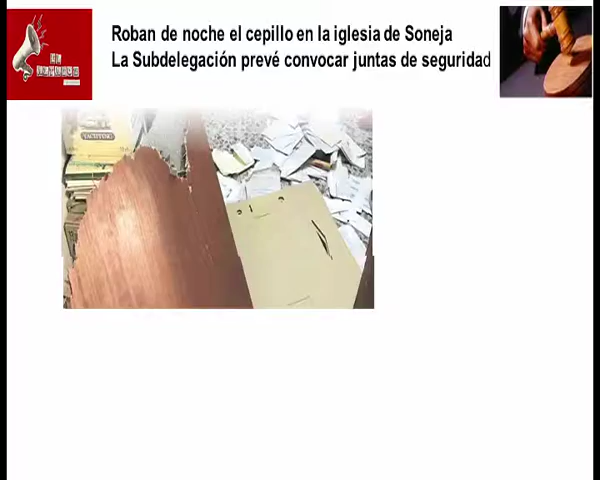 Roban de noche el cepillo en la iglesia de Soneja
La Subdelegación prevé convocar juntas de seguridad